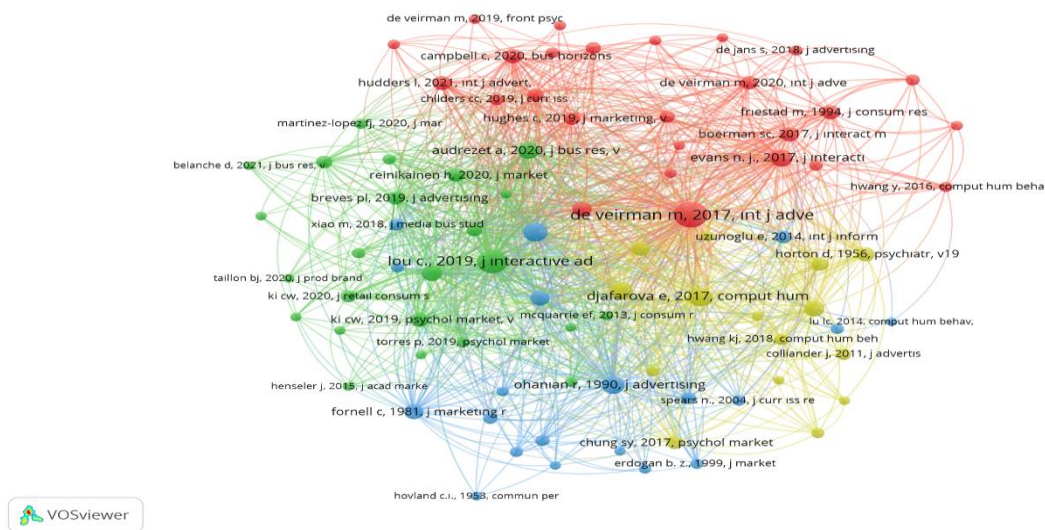 de veirman m, 2019, front psyc
de jans s, 2018, j advertising
campbell c, 2020, bus horizons
hudders l, 2021, int j advert,
de veirman m, 2020, int j adve
childers cc, 2019, j curr iss
friestad m, 1994, j consum res
hughes c, 2019, j marketing, v
martinez-lopez fj, 2020, j mar
boerman sc, 2017, j interact m
audrezet a, 2020, j bus res, v
evans n. j., 2017, j interacti
belanche d, 2021, j bus res, v.
reinikainen h, 2020, j market
hwang y, 2016, comput hum beha
breves pl, 2019, j advertising
de veirman m, 2017, int j adve
xiao m, 2018, j media bus stud
uzunoglu e, 2014, int j inform
horton d, 1956, psychiatr, v19
lou c., 2019, j interactive ad
taillon bj, 2020, j prod brand
ki cw, 2020, j retail consum s
djafarova e, 2017, comput hum
mcquarrie ef, 2013, j consum r
ki cw, 2019, psychol market, v
lu lc, 2014, comput hum behav,
hwang kj, 2018, comput hum beh
torres p, 2019, psychol market
colliander j, 2011, j advertis
henseler j, 2015, j acad marke
ohanian r, 1990, j advertising
spears n., 2004, j curr iss re
fornell c, 1981, j marketing r
chung sy, 2017, psychol market
erdogan b. z., 1999, j market
hovland c.i., 1953, commun per
VOSviewer